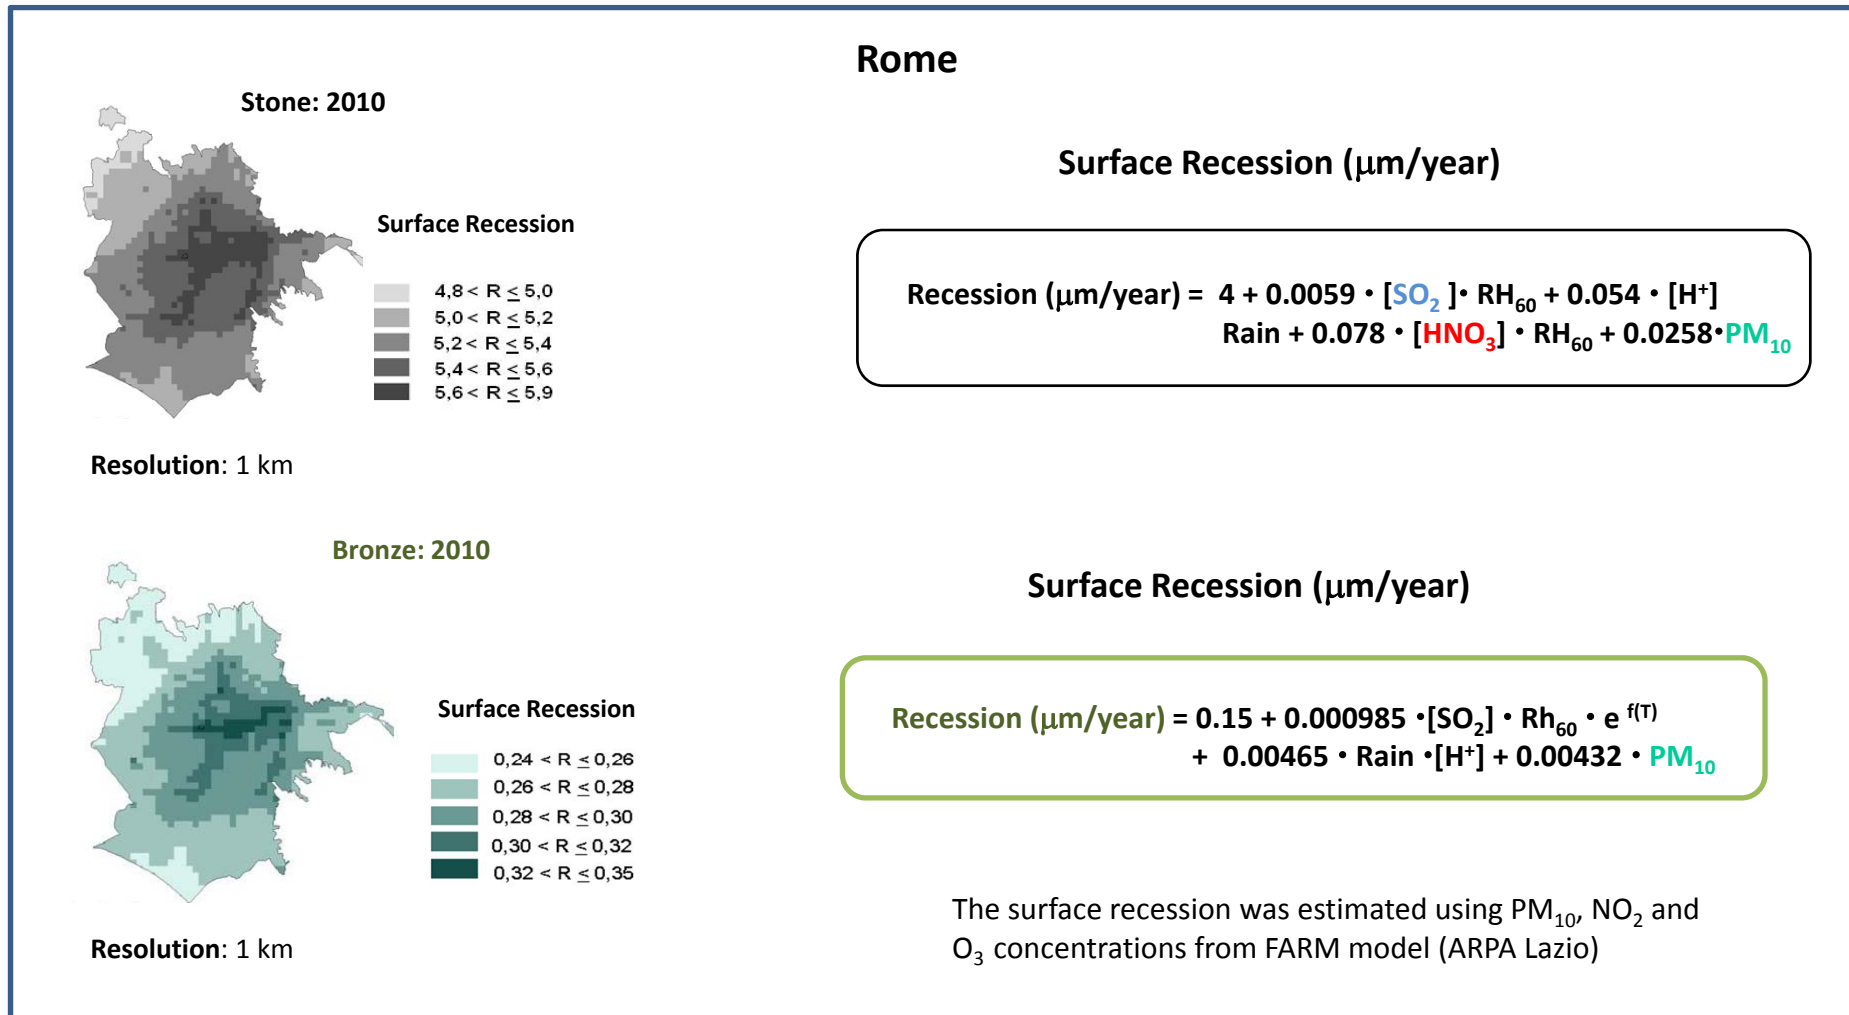 Rome
Stone: 2010
Surface Recession
4,8 < R ≤ 5,0
5,0 < R ≤ 5,2
5,2 < R ≤ 5,4
5,4 < R ≤ 5,6
5,6 < R ≤ 5,9
Resolution: 1 km
Surface Recession (μm/year)
Recession (μm/year) = 4 + 0.0059 • [SO₂ ]• RH₆₀ + 0.054 • [H⁺]
Rain + 0.078 • [HNO₃] • RH₆₀ + 0.0258•PM₁₀
Bronze: 2010
Surface Recession
0,24 < R ≤ 0,26
0,26 < R ≤ 0,28
0,28 < R ≤ 0,30
0,30 < R ≤ 0,32
0,32 < R ≤ 0,35
Resolution: 1 km
Surface Recession (μm/year)
Recession (μm/year) = 0.15 + 0.000985 •[SO₂] • Rh₆₀ • e f(T)
+ 0.00465 • Rain •[H⁺] + 0.00432 • PM₁₀
The surface recession was estimated using PM₁₀, NO₂ and
O₃ concentrations from FARM model (ARPA Lazio)